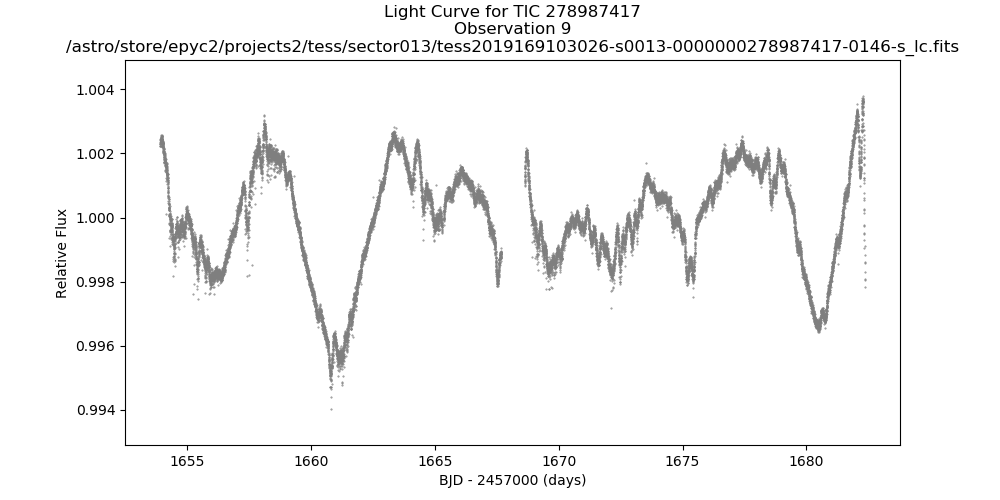 Light Curve for TIC 278987417
Observation 9
/astro/store/epyc2/projects2/tess/sector013/tess2019169103026-s0013-0000000278987417-0146-s_lc.fits
1.004
1.002
1.000
0.998
0.996
0.994
Relative Flux
1655 1660 1665 1670 1675 1680
BJD - 2457000 (days)